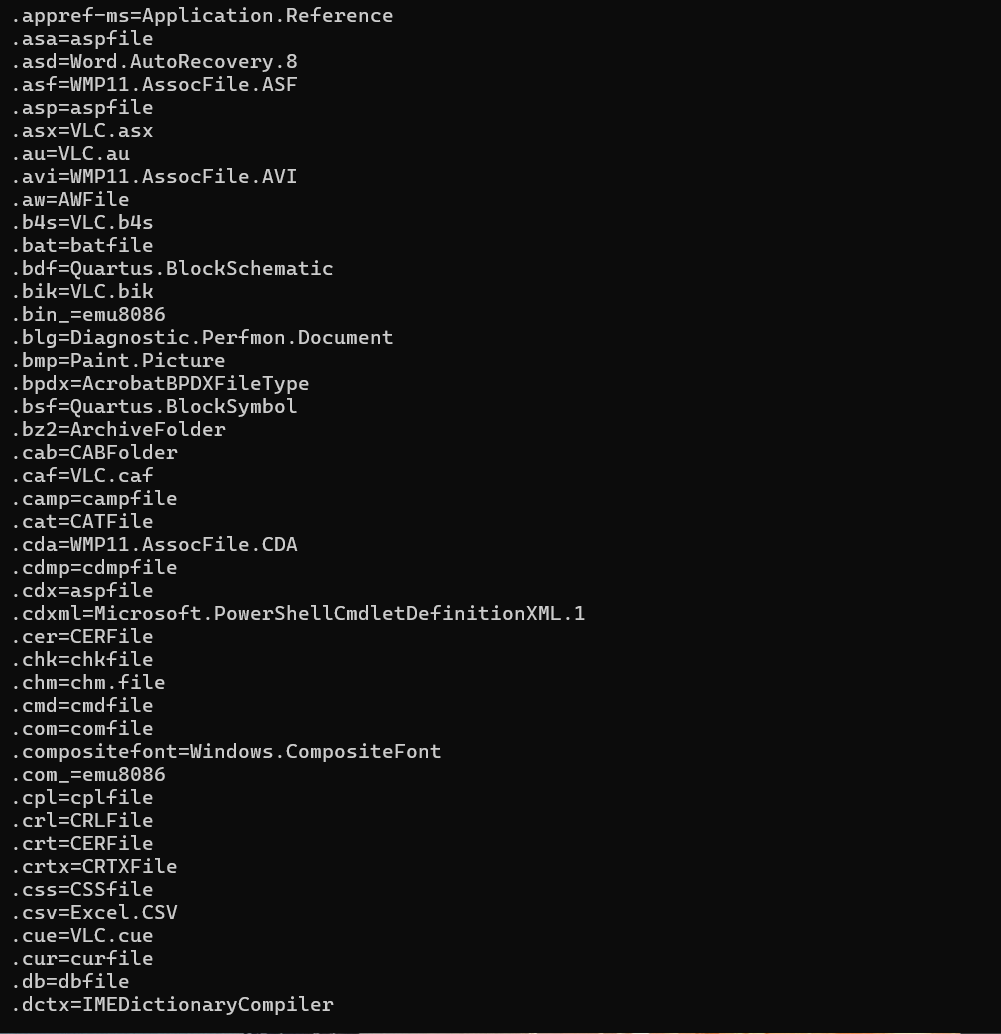 .appref-ms=Application.Reference
.asa=aspfile
.asd=Word.AutoRecovery.8
.asf=WMP11.AssocFile.ASF
.asp=aspfile
.asx=VLC.asx
.au=VLC.au
.avi=WMP11.AssocFile.AVI
.aw=AWFile
.b4s=VLC.b4s
.bat=batfile
.bdf=Quartus.BlockSchematic
.bik=VLC.bik
.bin_=emu8086
.blg=Diagnostic.Perfmon.Document
.bmp=Paint.Picture
.bpdx=AcrobatBPDXFileType
.bsf=Quartus.BlockSymbol
.bz2=ArchiveFolder
.cab=CABFolder
.caf=VLC.caf
.camp=campfile
.cat=CATFile
.cda=WMP11.AssocFile.CDA
.cdmp=cdmpfile
.cdx=aspfile
.cdxml=Microsoft.PowerShellCmdletDefinitionXML.1
.cer=CERFile
.chk=chkfile
.chm=chm.file
.cmd=cmdfile
.com=comfile
.compositefont=Windows.CompositeFont
.com_=emu8086
.cpl=cplfile
.crl=CRLFile
.crt=CERFile
.crtx=CRTXFile
.css=CSSfile
.csv=Excel.CSV
.cue=VLC.cue
.cur=curfile
.db=dbfile
.dctx=IMEDictionaryCompiler